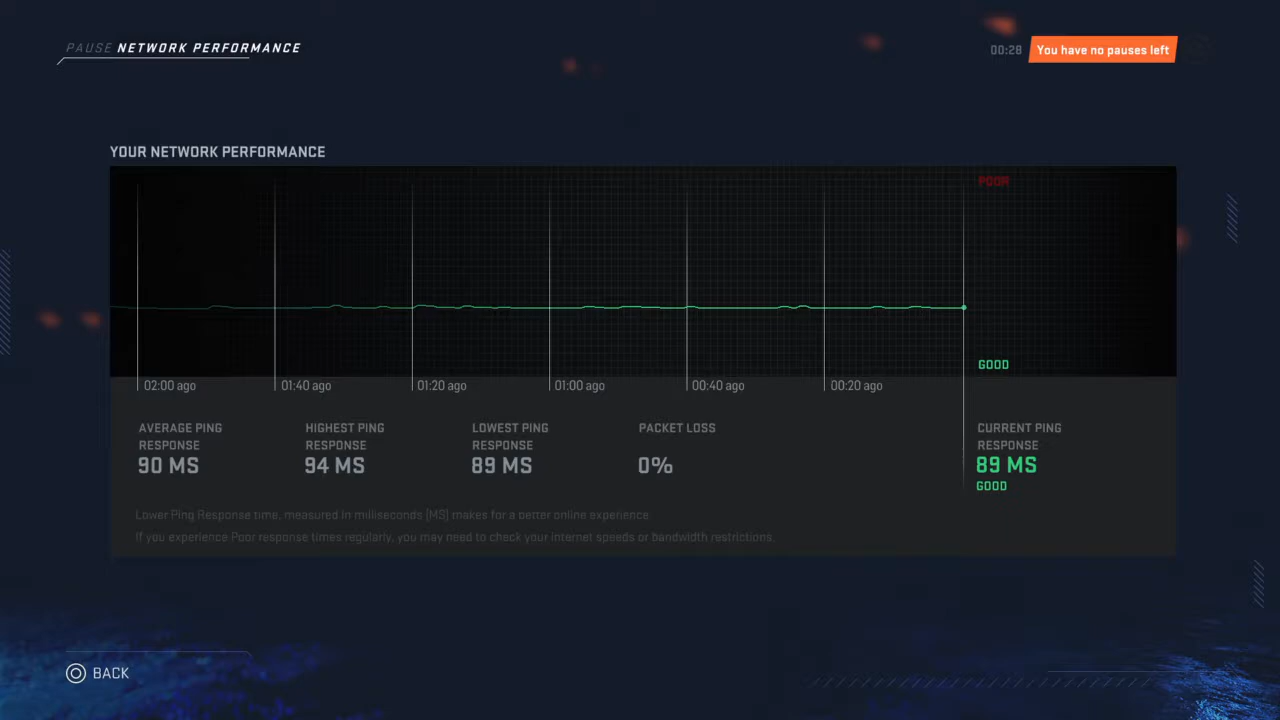 PAUSE NETWORK PERFORMANCE
00:28 You have no pauses left
YOUR NETWORK PERFORMANCE
POOR
GOOD
02:00 ago 01:40 ago 01:20 ago 01:00 ago 00:40 ago 00:20 ago
AVERAGE PING
RESPONSE
90 MS
HIGHEST PING
RESPONSE
94 MS
LOWEST PING
RESPONSE
89 MS
PACKET LOSS
0%
CURRENT PING
RESPONSE
89 MS
GOOD
Lower Ping Response time, measured in milliseconds (MS) makes for a better online experience.
If you experience Poor response times regularly, you may need to check your internet speeds or bandwidth restrictions.
BACK